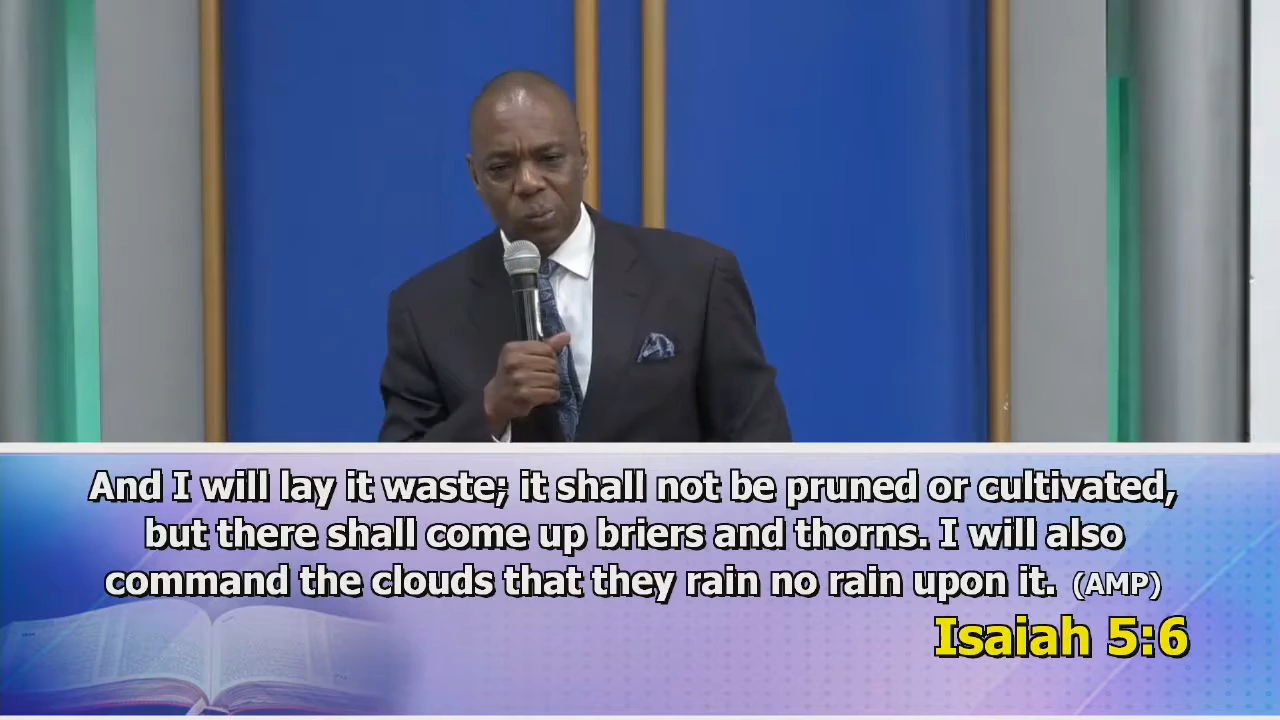 And I will lay it waste; it shall not be pruned or cultivated,
but there shall come up briers and thorns. I will also
command the clouds that they rain no rain upon it. (AMP)
Isaiah 5:6